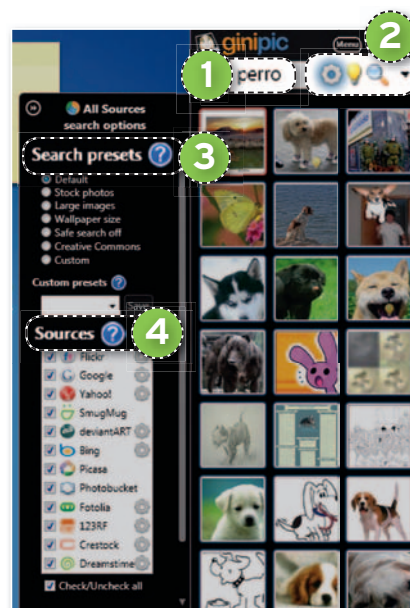 ginipic
Menu
2
1
perro
All Sources
search options
Search presets ?
3
Default
Stock photos
Large images
Wallpaper size
Safe search off
Creative Commons
Custom
Custom presets ?
Save
Sources ?
4
Flickr
Google
Yahoo!
SmugMug
deviantART
Bing
Picasa
Photobucket
Fotolia
123RF
Crestock
Dreamstime
Check/Uncheck all